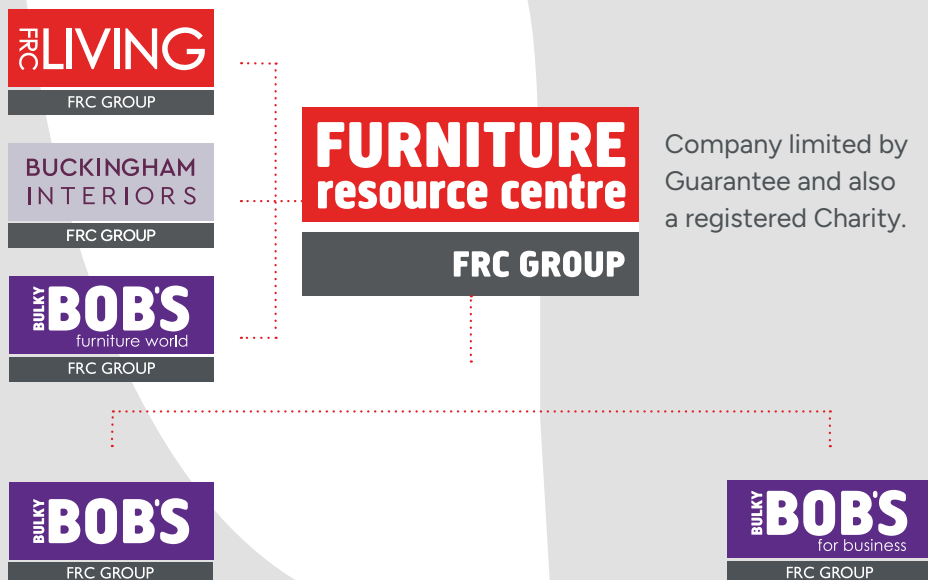 FRC LIVING
FRC GROUP
BUCKINGHAM
INTERIORS
FRC GROUP
BULKY BOB'S
furniture world
FRC GROUP
FURNITURE
resource centre
FRC GROUP
Company limited by
Guarantee and also
a registered Charity.
BULKY BOB'S
FRC GROUP
BULKY BOB'S
for business
FRC GROUP